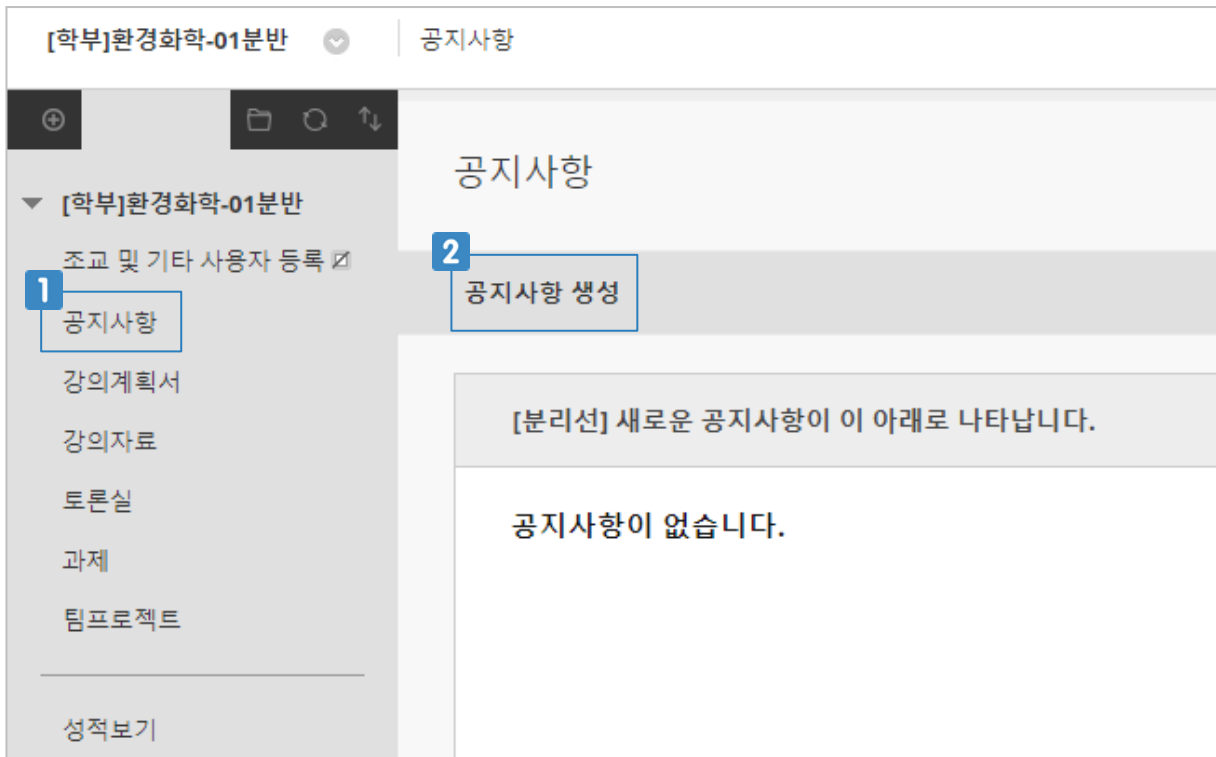 [학부]환경화학-01분반
공지사항
공지사항
[학부]환경화학-01분반
조교 및 기타 사용자 등록
1
공지사항
강의계획서
강의자료
토론실
과제
팀프로젝트
성적보기
2
공지사항 생성
[분리선] 새로운 공지사항이 이 아래로 나타납니다.
공지사항이 없습니다.